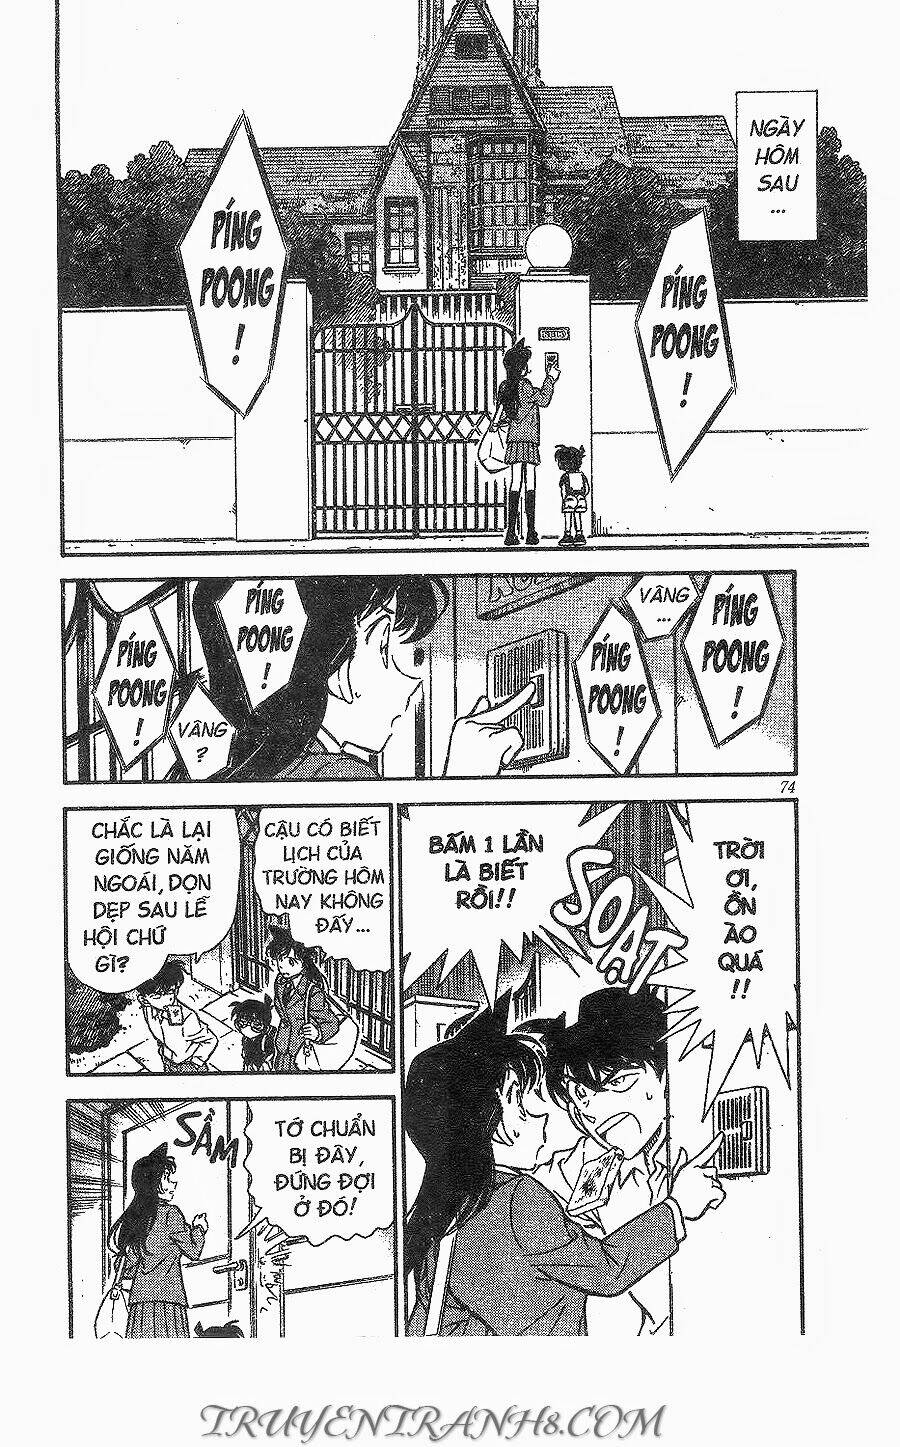 NGÀY
HÔM
SAU
...
PÍNG
POONG
!
PÍNG
POONG
!
PÍNG
POONG
!
VÂNG
?
PÍNG
POONG
!
PÍNG
POONG
!
VÂNG
...
PÍNG
POONG
!
74
BẤM 1 LẦN
LÀ BIẾT
RỒI!!
SOẠT
TRỜI
ƠI,
ỒN
ÀO
QUÁ
!!
CẬU CÓ BIẾT
LỊCH CỦA
TRƯỜNG HÔM
NAY KHÔNG
ĐẤY...
CHẮC LÀ LẠI
GIỐNG NĂM
NGOÁI, DỌN
DẸP SAU LỄ
HỘI CHỨ
GÌ?
SẦM
TỚ CHUẨN
BỊ ĐÂY,
ĐỨNG ĐỢI
Ở ĐÓ!
TRUYENTRANH8.COM